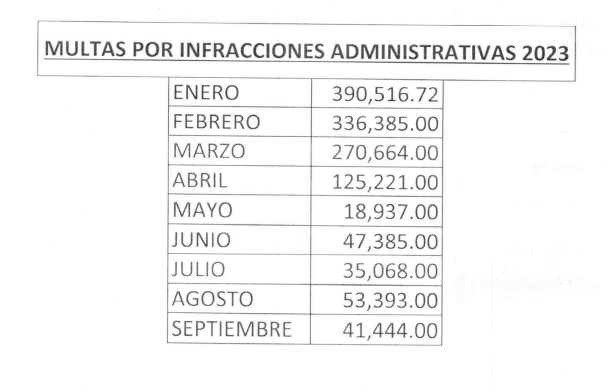 MULTAS POR INFRACCIONES ADMINISTRATIVAS 2023
ENERO 390,516.72
FEBRERO 336,385.00
MARZO 270,664.00
ABRIL 125,221.00
MAYO 18,937.00
JUNIO 47,385.00
JULIO 35,068.00
AGOSTO 53,393.00
SEPTIEMBRE 41,444.00